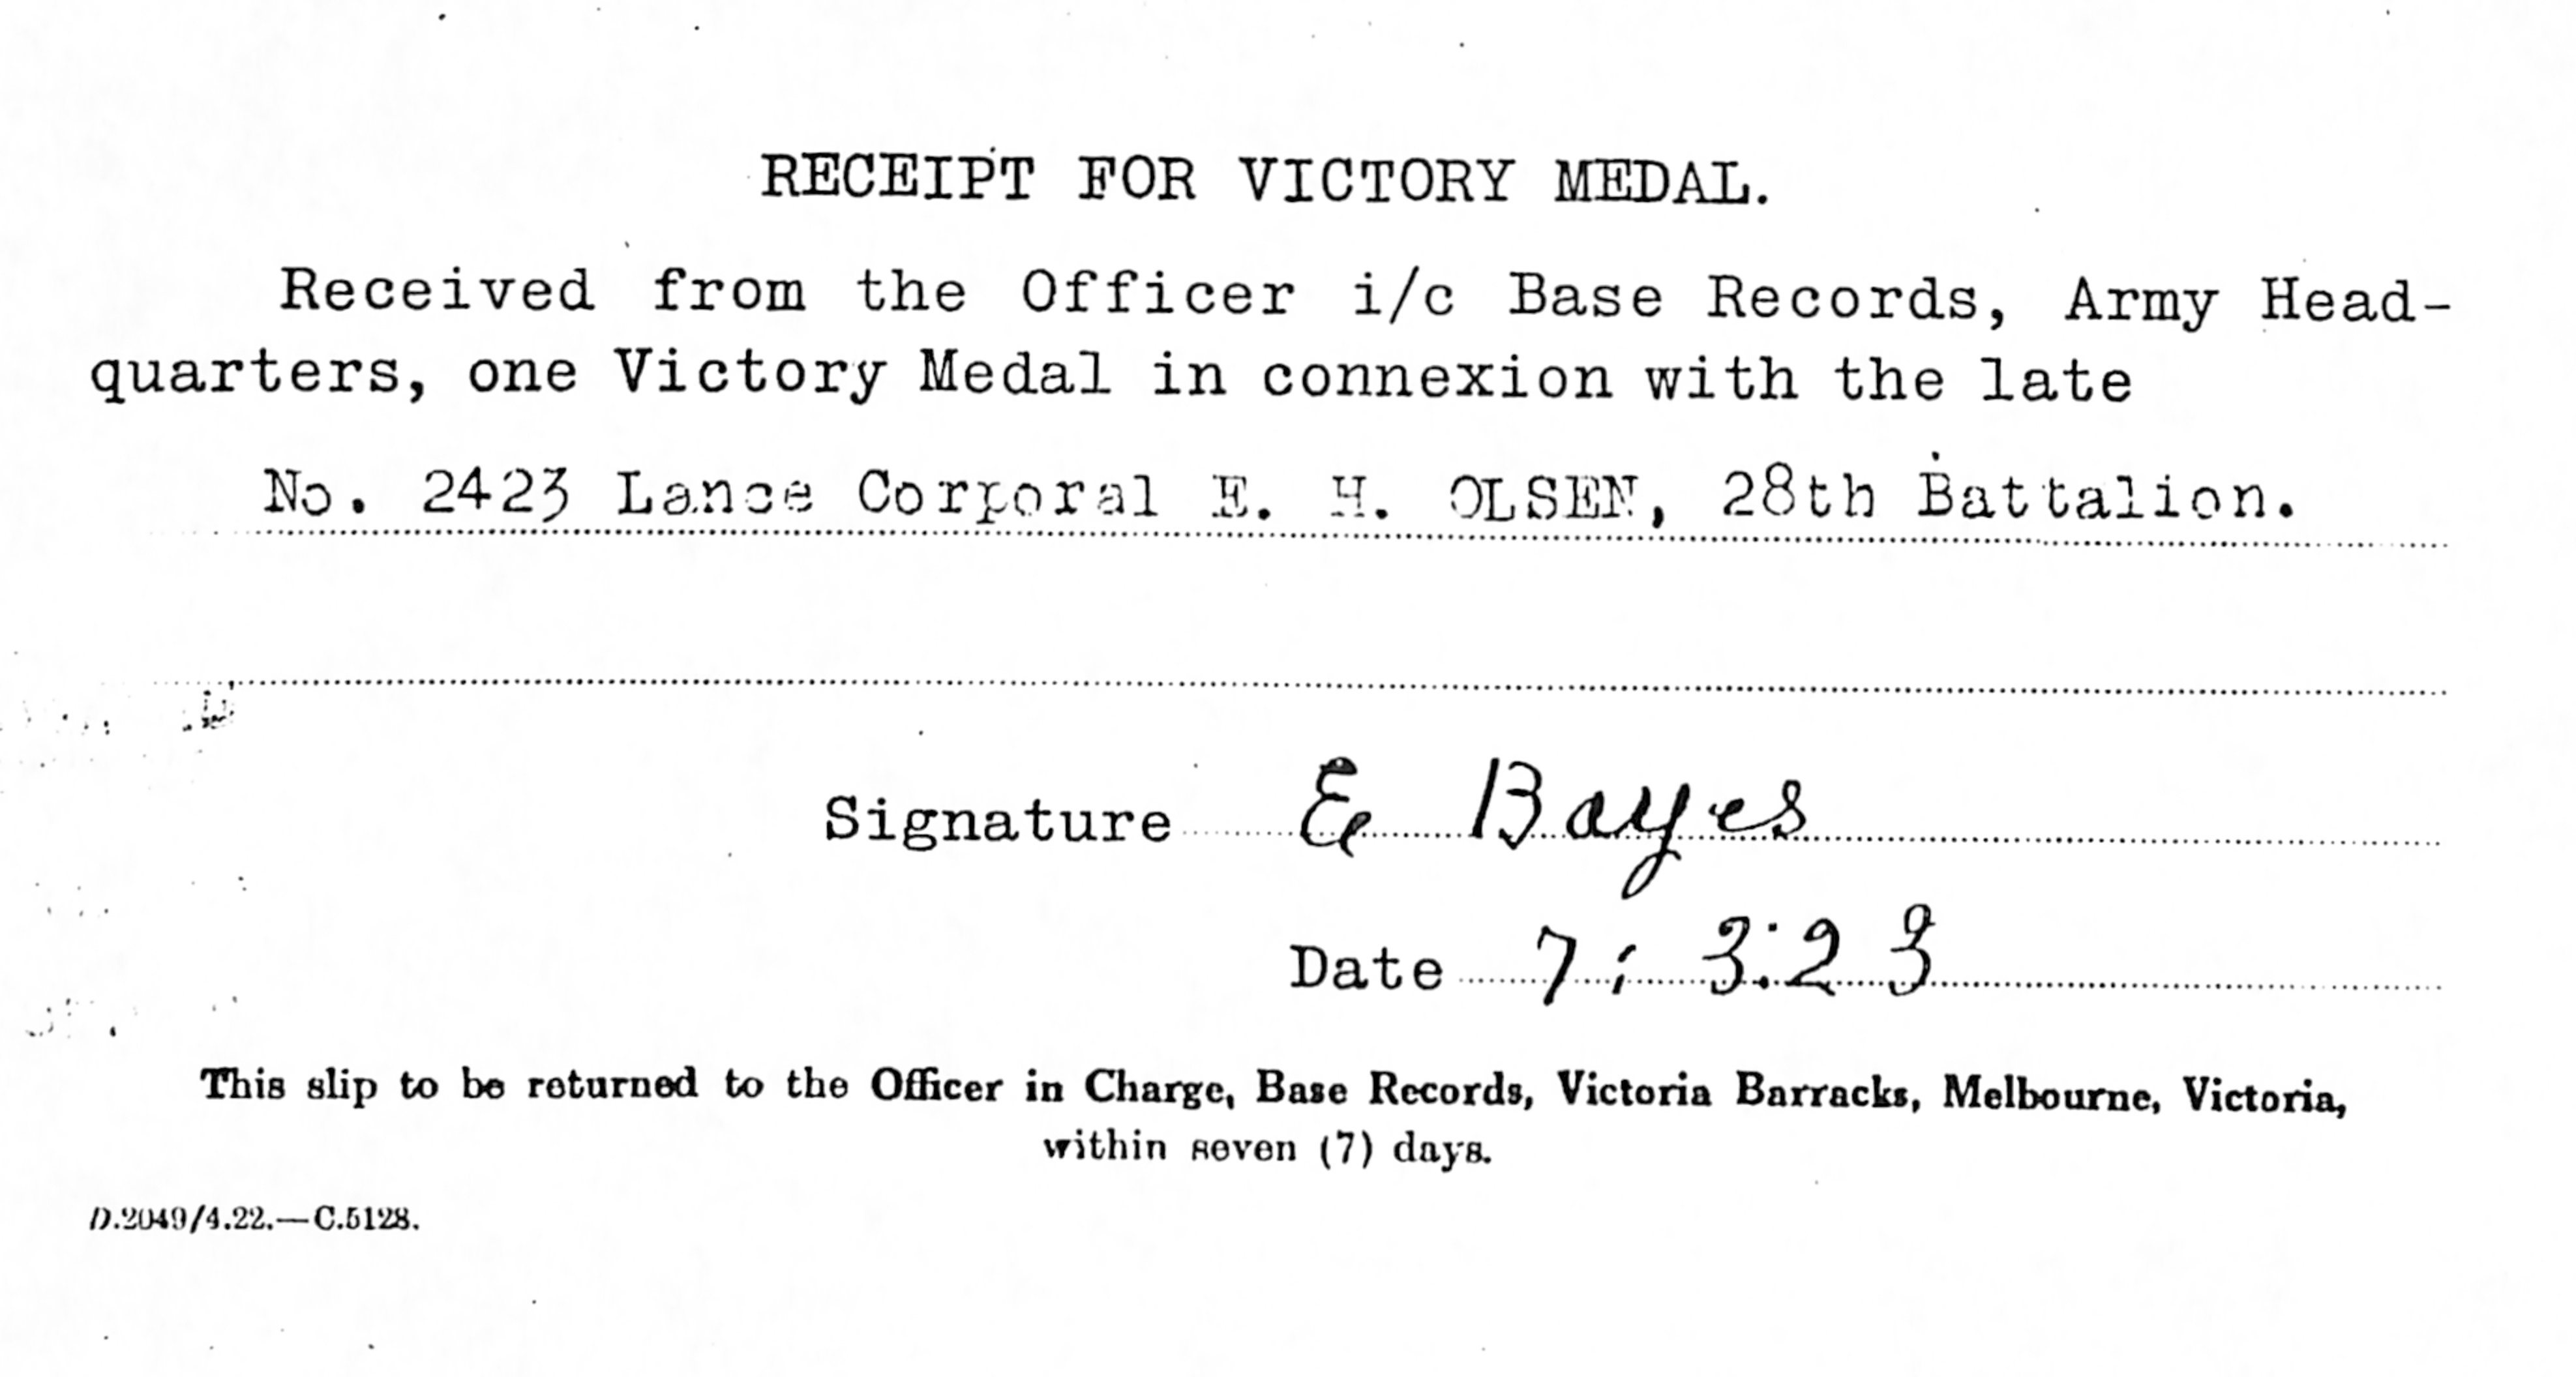 RECEIPT FOR VICTORY MEDAL.
Received from the Officer i/c Base Records, Army Head-
quarters, one Victory Medal in connexion with the late
No. 2423 Lance Corporal E. H. OLSEN, 28th Battalion.
Signature E Bayes
Date 7: 3:23
This slip to be returned to the Officer in Charge, Base Records, Victoria Barracks, Melbourne, Victoria,
within seven (7) days.
D.2049/4.22.—C.5128.